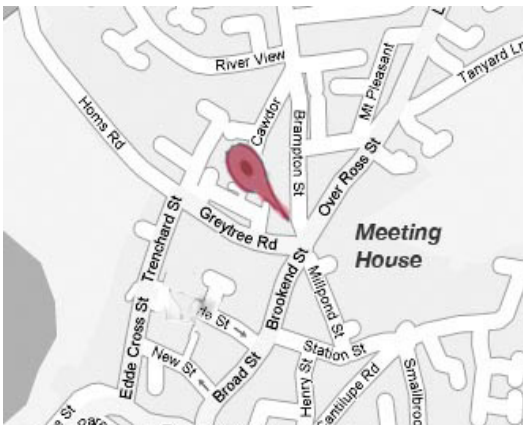 River View
Mt Pleasant
Tanyard Ln
Homs Rd
Cawdor
Brampton St
Over Ross St
Trenchard St
Greytree Rd
Meeting
House
Brookend St
Millpond St
Edde Cross St
New St
Broad St
Station St
Henry St
Cantilupe Rd
Smallbroo